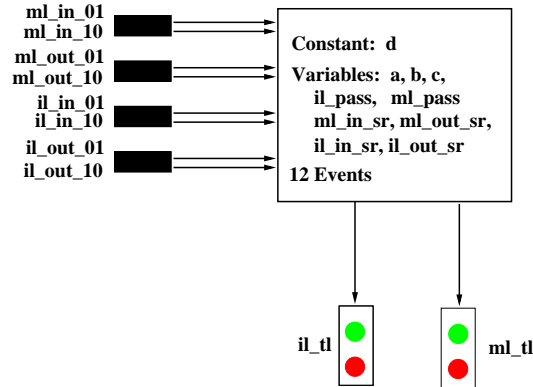 ml_in_01
ml_in_10
ml_out_01
ml_out_10
il_in_01
il_in_10
il_out_01
il_out_10
Constant: d
Variables: a, b, c,
il_pass, ml_pass
ml_in_sr, ml_out_sr,
il_in_sr, il_out_sr
12 Events
il_tl
ml_tl